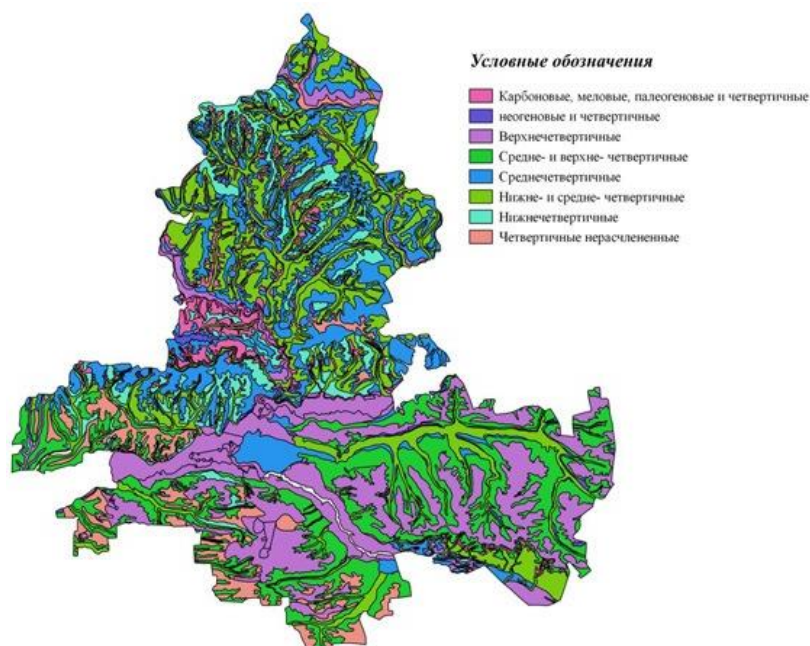 Условные обозначения
Карбоновые, меловые, палеогеновые и четвертичные
неогеновые и четвертичные
Верхнечетвертичные
Средне- и верхне- четвертичные
Среднечетвертичные
Нижне- и средне- четвертичные
Нижнечетвертичные
Четвертичные нерасчлененные